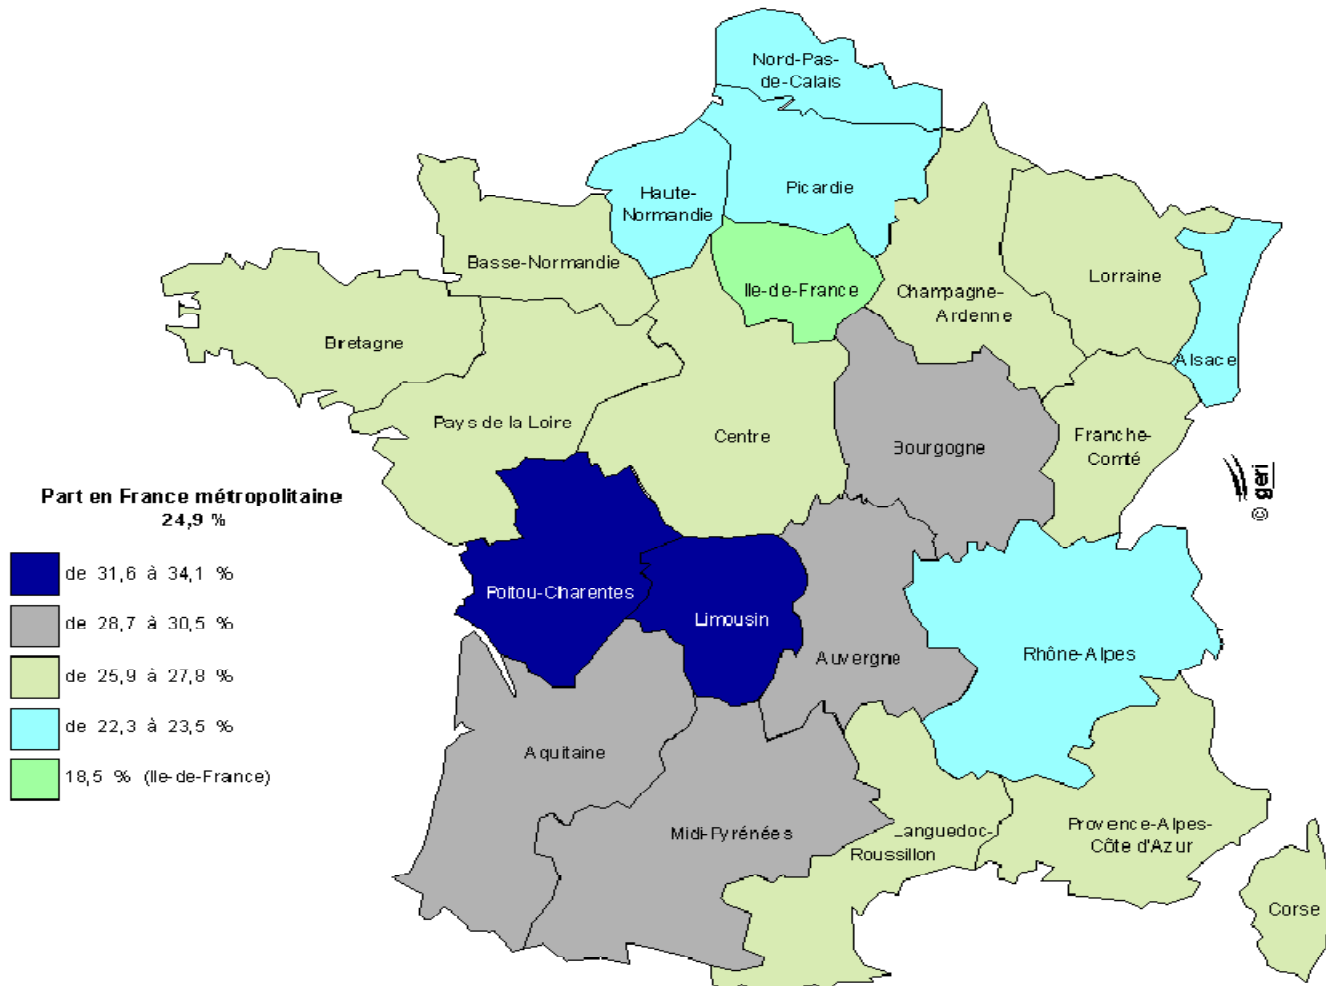 Nord-Pas-
de-Calais
Picardie
Haute-
Normandie
Basse-Normandie
Ile-de-France
Champagne-
Ardenne
Lorraine
Alsace
Bretagne
Pays de la Loire
Centre
Bourgogne
Franche-
Comté
Part en France métropolitaine
24,9 %
de 31,6 à 34,1 %
de 28,7 à 30,5 %
de 25,9 à 27,8 %
de 22,3 à 23,5 %
18,5 % (Ile-de-France)
© geri
Poitou-Charentes
Limousin
Auvergne
Rhône-Alpes
Aquitaine
Midi-Pyrénées
Languedoc-
Roussillon
Provence-Alpes-
Côte d'Azur
Corse